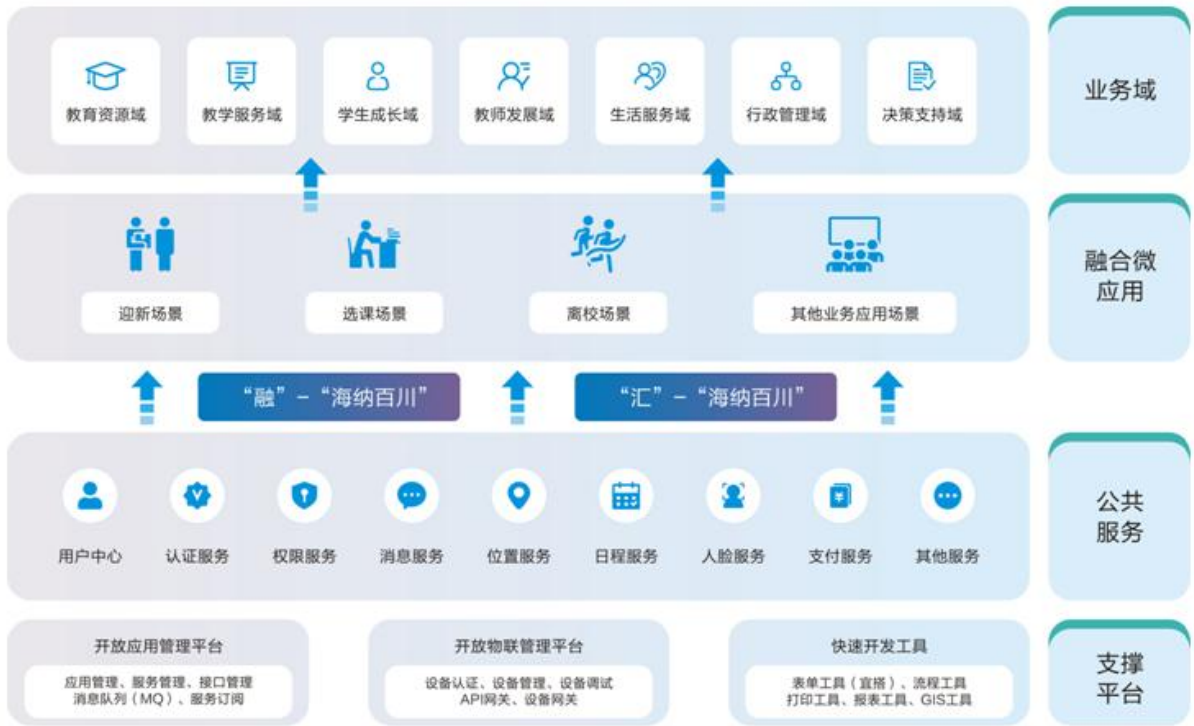 教育资源域
教学服务域
学生成长域
教师发展域
生活服务域
行政管理域
决策支持域
业务域
迎新场景
选课场景
离校场景
其他业务应用场景
融合微
应用
“融” – “海纳百川”
“汇” – “海纳百川”
用户中心
认证服务
权限服务
消息服务
位置服务
日程服务
人脸服务
支付服务
其他服务
公共
服务
开放应用管理平台
应用管理、服务管理、接口管理
消息队列（MQ）、服务订阅
开放物联管理平台
设备认证、设备管理、设备调试
API网关、设备网关
快速开发工具
表单工具（宜搭）、流程工具
打印工具、报表工具、GIS工具
支撑
平台